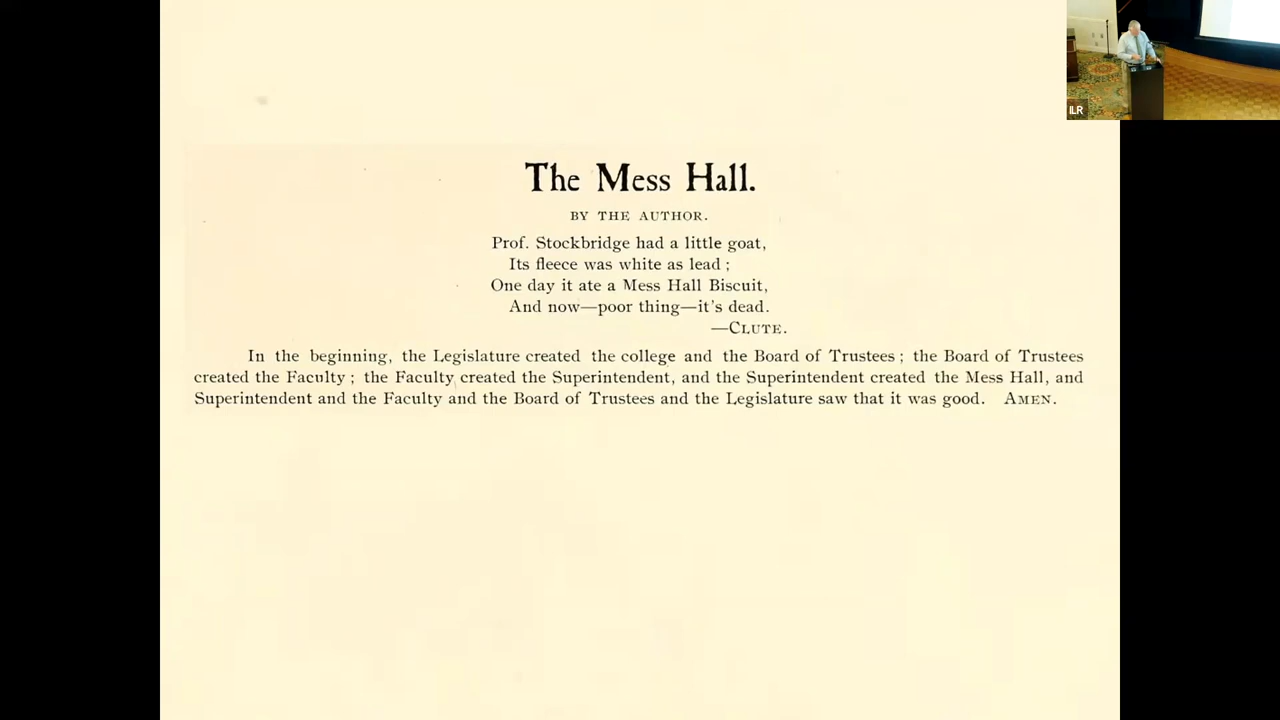 The Mess Hall.
BY THE AUTHOR.
Prof. Stockbridge had a little goat,
Its fleece was white as lead ;
One day it ate a Mess Hall Biscuit,
And now—poor thing—it's dead.
—CLUTE.
In the beginning, the Legislature created the college and the Board of Trustees ; the Board of Trustees
created the Faculty ; the Faculty created the Superintendent, and the Superintendent created the Mess Hall, and
Superintendent and the Faculty and the Board of Trustees and the Legislature saw that it was good. AMEN.
ILR